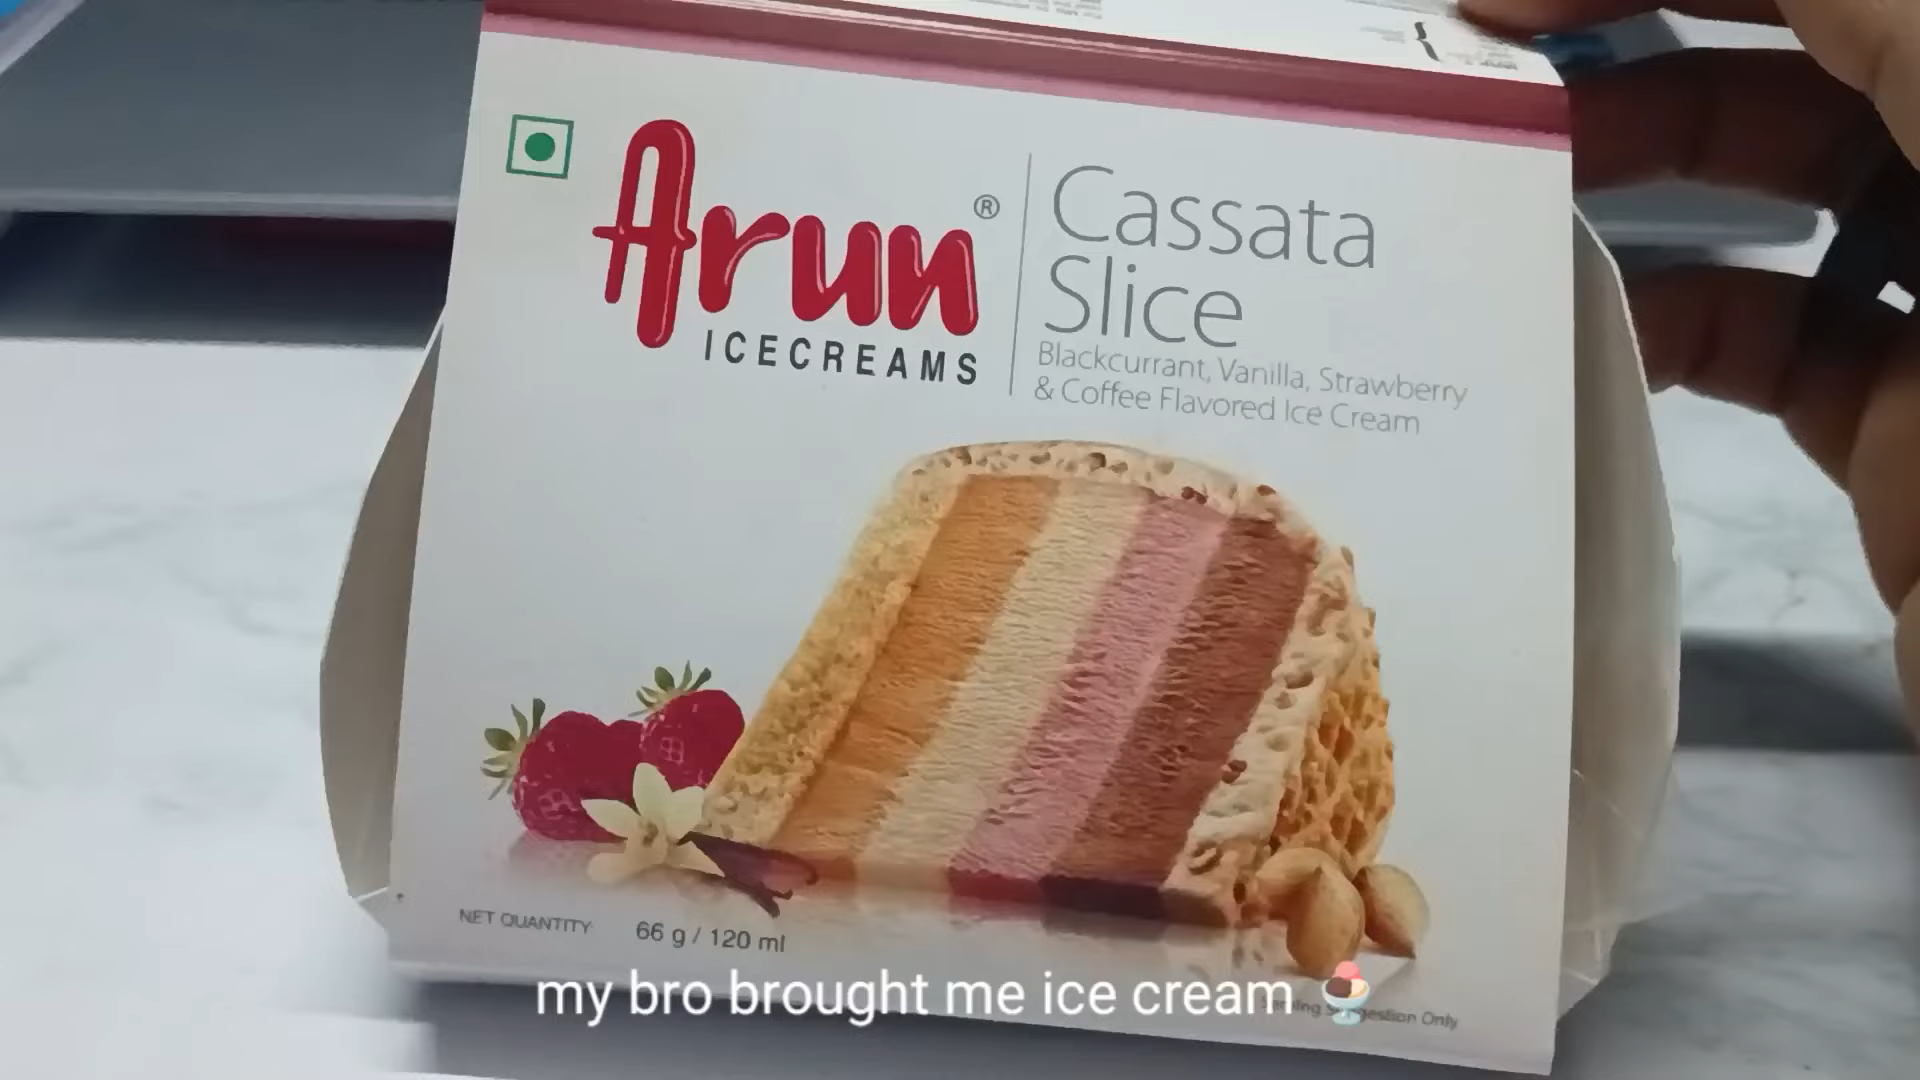 Arun ®
ICECREAMS
Cassata
Slice
Blackcurrant, Vanilla, Strawberry
& Coffee Flavored Ice Cream
NET QUANTITY 66 g / 120 ml
my bro brought me ice cream 🍨
Serving Suggestion Only